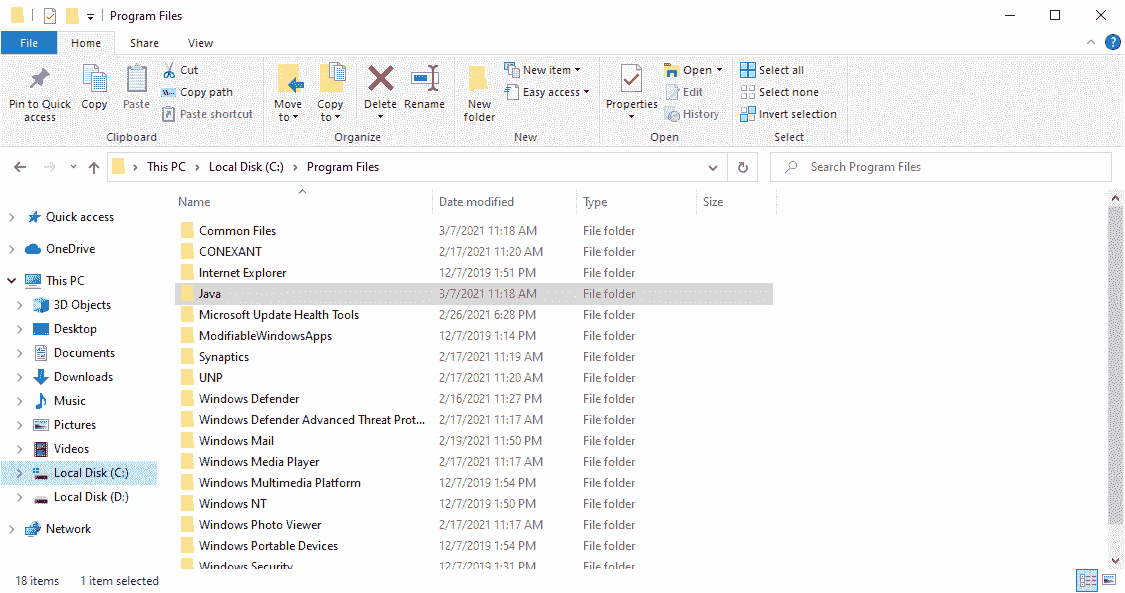 Program Files
File Home Share View
Pin to Quick access
Copy
Paste
Cut
Copy path
Paste shortcut
Clipboard
Move to
Copy to
Delete
Rename
Organize
New folder
New item
Easy access
New
Properties
Open
Edit
History
Open
Select all
Select none
Invert selection
Select
This PC > Local Disk (C:) > Program Files
Search Program Files
Quick access
OneDrive
This PC
3D Objects
Desktop
Documents
Downloads
Music
Pictures
Videos
Local Disk (C:)
Local Disk (D:)
Network
Name Date modified Type Size
Common Files 3/7/2021 11:18 AM File folder
CONEXANT 2/17/2021 11:20 AM File folder
Internet Explorer 12/7/2019 1:51 PM File folder
Java 3/7/2021 11:18 AM File folder
Microsoft Update Health Tools 2/26/2021 6:28 PM File folder
ModifiableWindowsApps 12/7/2019 1:14 PM File folder
Synaptics 2/17/2021 11:19 AM File folder
UNP 2/17/2021 11:20 AM File folder
Windows Defender 2/16/2021 11:27 PM File folder
Windows Defender Advanced Threat Prot... 2/17/2021 11:17 AM File folder
Windows Mail 2/19/2021 11:50 PM File folder
Windows Media Player 2/17/2021 11:17 AM File folder
Windows Multimedia Platform 12/7/2019 1:54 PM File folder
Windows NT 12/7/2019 1:50 PM File folder
Windows Photo Viewer 2/17/2021 11:17 AM File folder
Windows Portable Devices 12/7/2019 1:54 PM File folder
Windows Security 12/7/2019 1:31 PM File folder
18 items 1 item selected